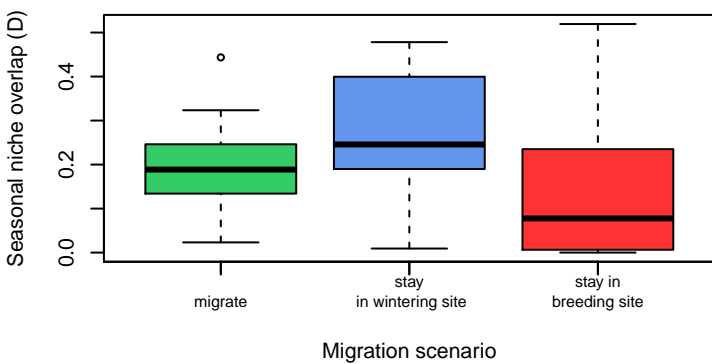 Seasonal niche overlap (D)
0.4
0.2
0.0
migrate
stay
in wintering site
stay in
breeding site
Migration scenario